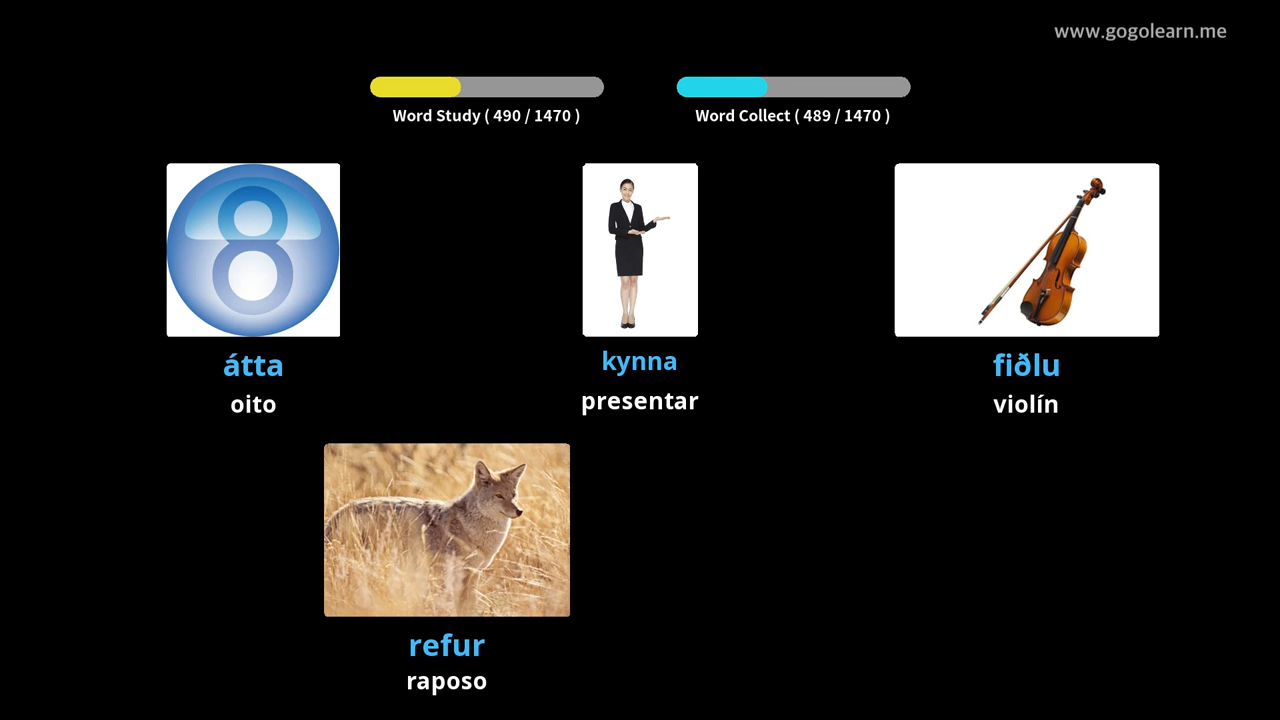 www.gogolearn.me
Word Study ( 490 / 1470 )
Word Collect ( 489 / 1470 )
8
átta
oito
kynna
presentar
fiðlu
violín
refur
raposo